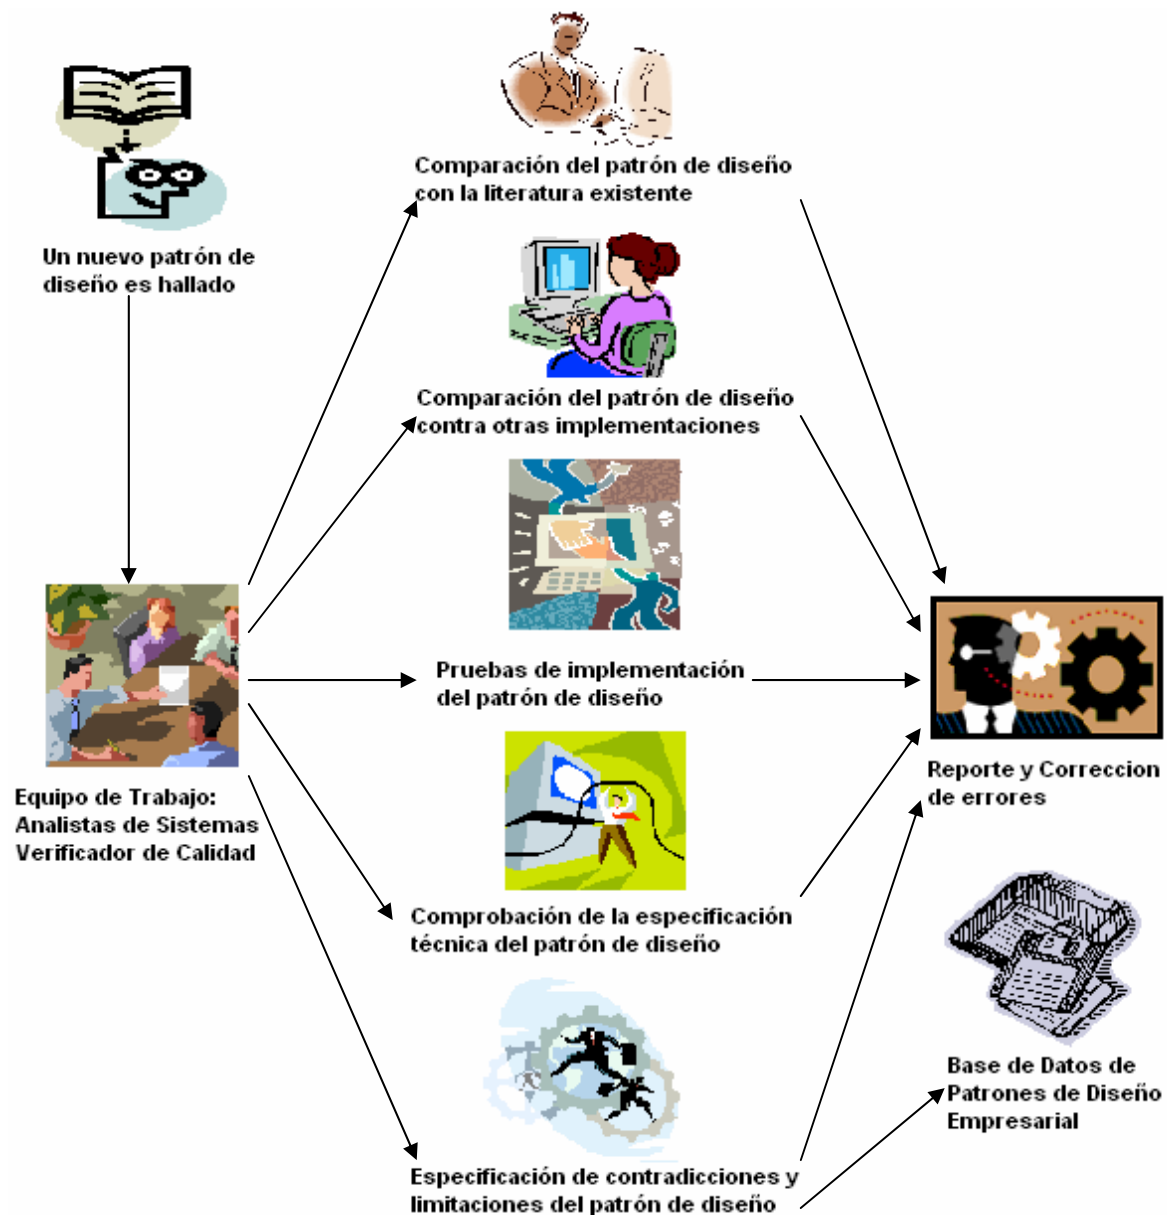 Un nuevo patrón de
diseño es hallado
Comparación del patrón de diseño
con la literatura existente
Comparación del patrón de diseño
contra otras implementaciones
Pruebas de implementación
del patrón de diseño
Equipo de Trabajo:
Analistas de Sistemas
Verificador de Calidad
Reporte y Correccion
de errores
Comprobación de la especificación
técnica del patrón de diseño
Base de Datos de
Patrones de Diseño
Empresarial
Especificación de contradicciones y
limitaciones del patrón de diseño